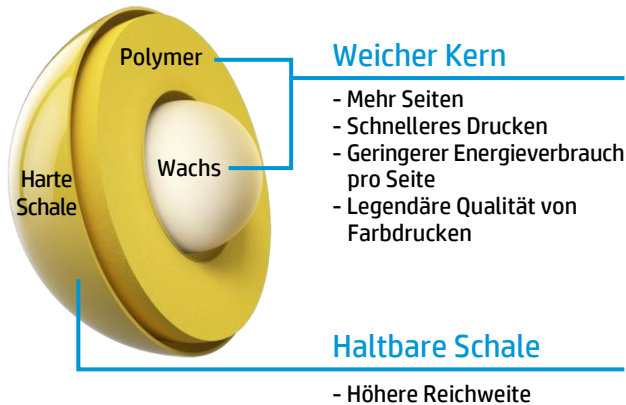 Polymer
Wachs
Harte
Schale
Weicher Kern
- Mehr Seiten
- Schnelleres Drucken
- Geringerer Energieverbrauch
pro Seite
- Legendäre Qualität von
Farbdrucken
Haltbare Schale
- Höhere Reichweite